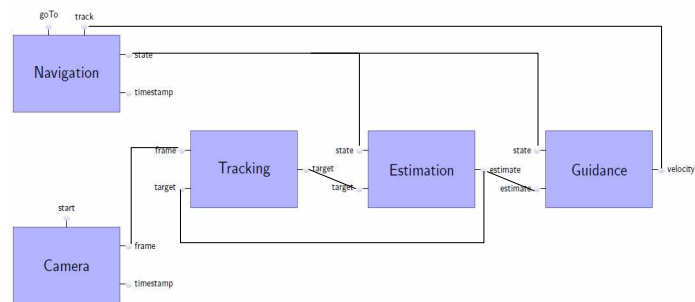 goTo track
Navigation
state
timestamp
frame
target
Tracking
target
state
target
Estimation
estimate
state
estimate
Guidance
velocity
start
Camera
frame
timestamp